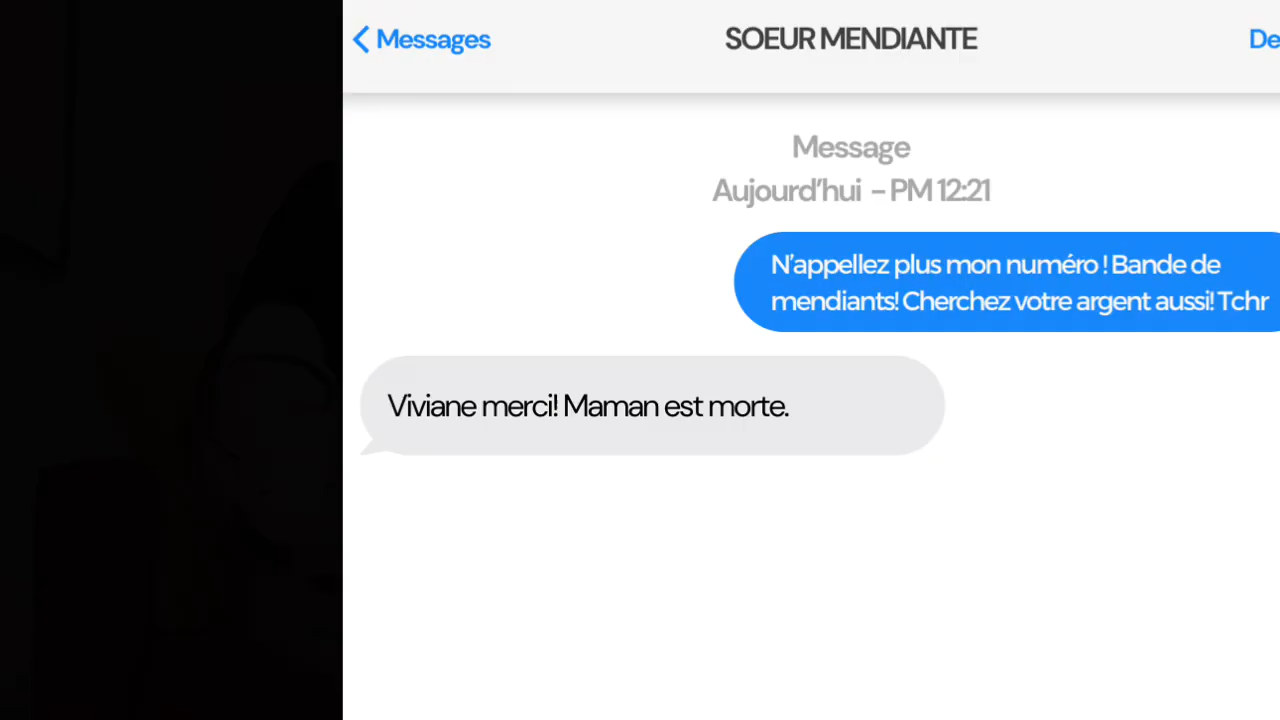 Messages
SOEUR MENDIANTE
De
Message
Aujourd'hui - PM 12:21
N'appellez plus mon numéro ! Bande de
mendiants! Cherchez votre argent aussi! Tchr
Viviane merci! Maman est morte.